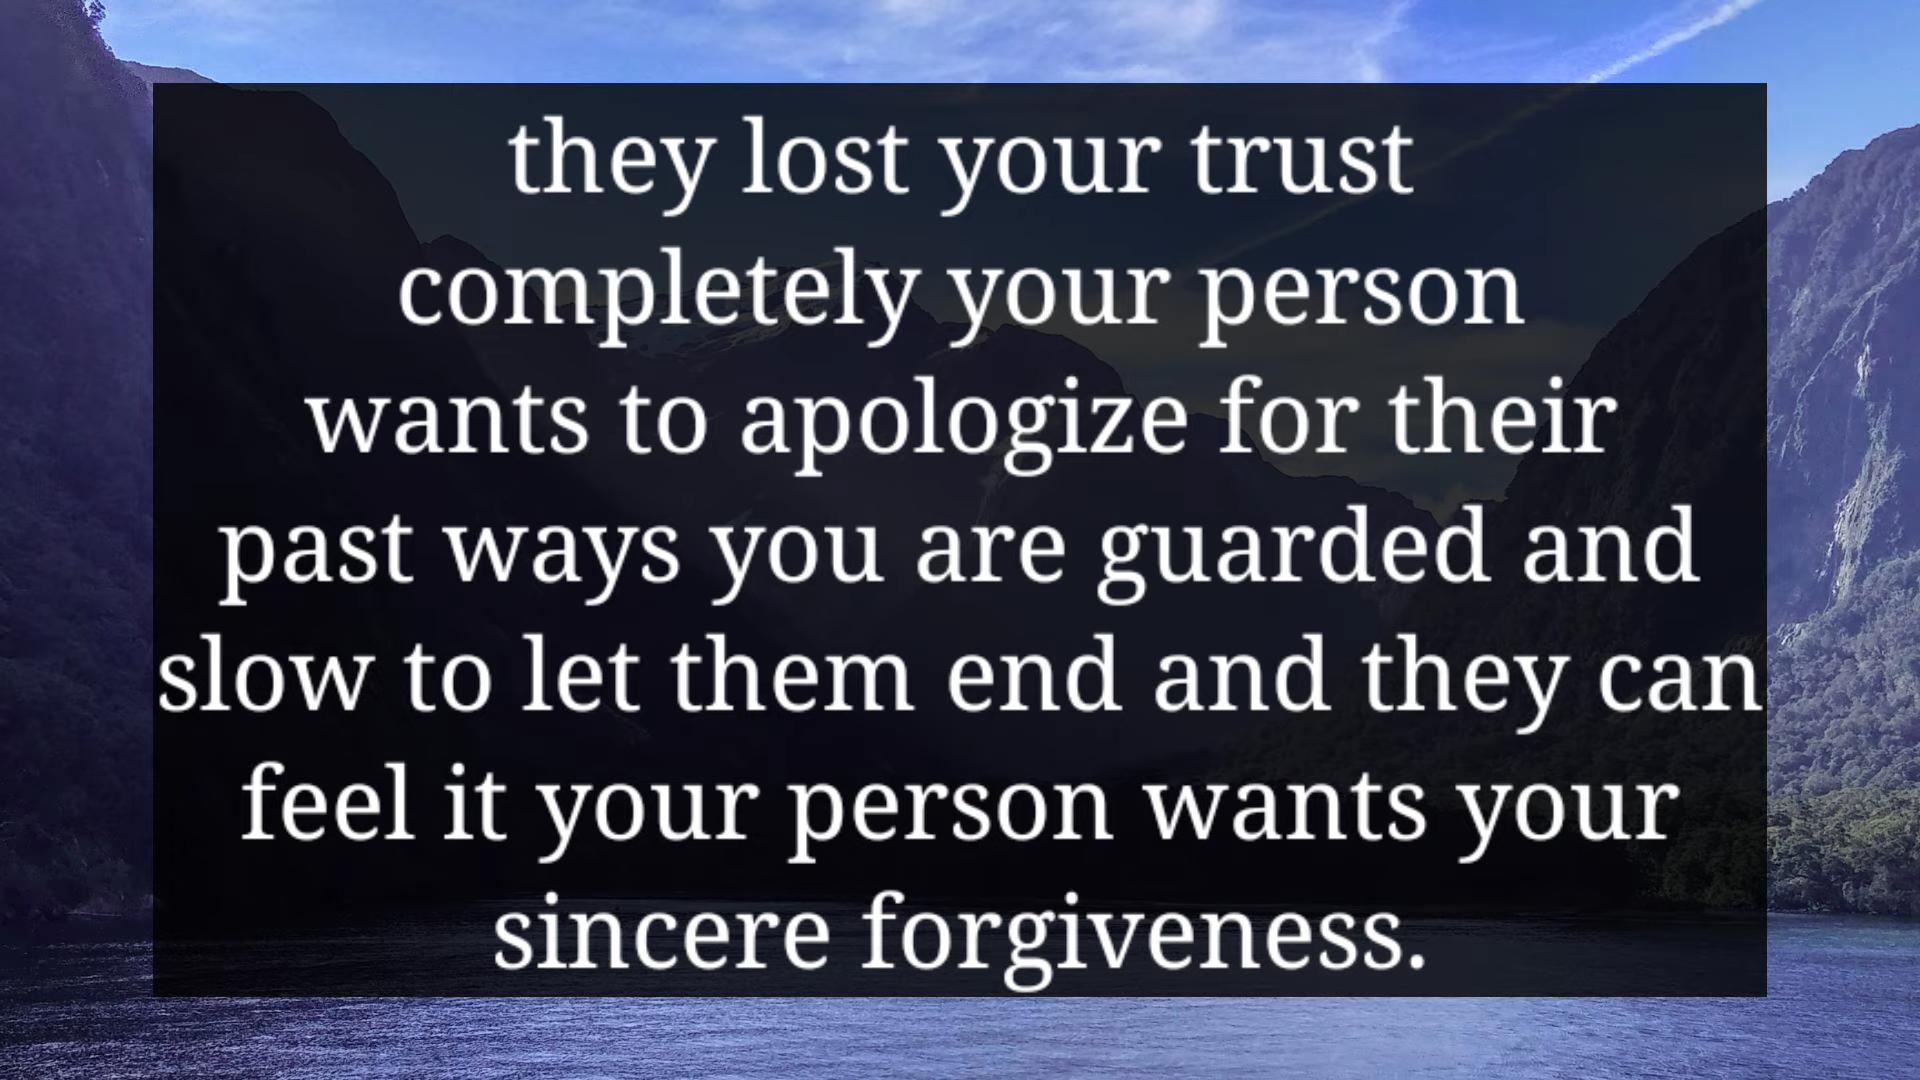 they lost your trust
completely your person
wants to apologize for their
past ways you are guarded and
slow to let them end and they can
feel it your person wants your
sincere forgiveness.